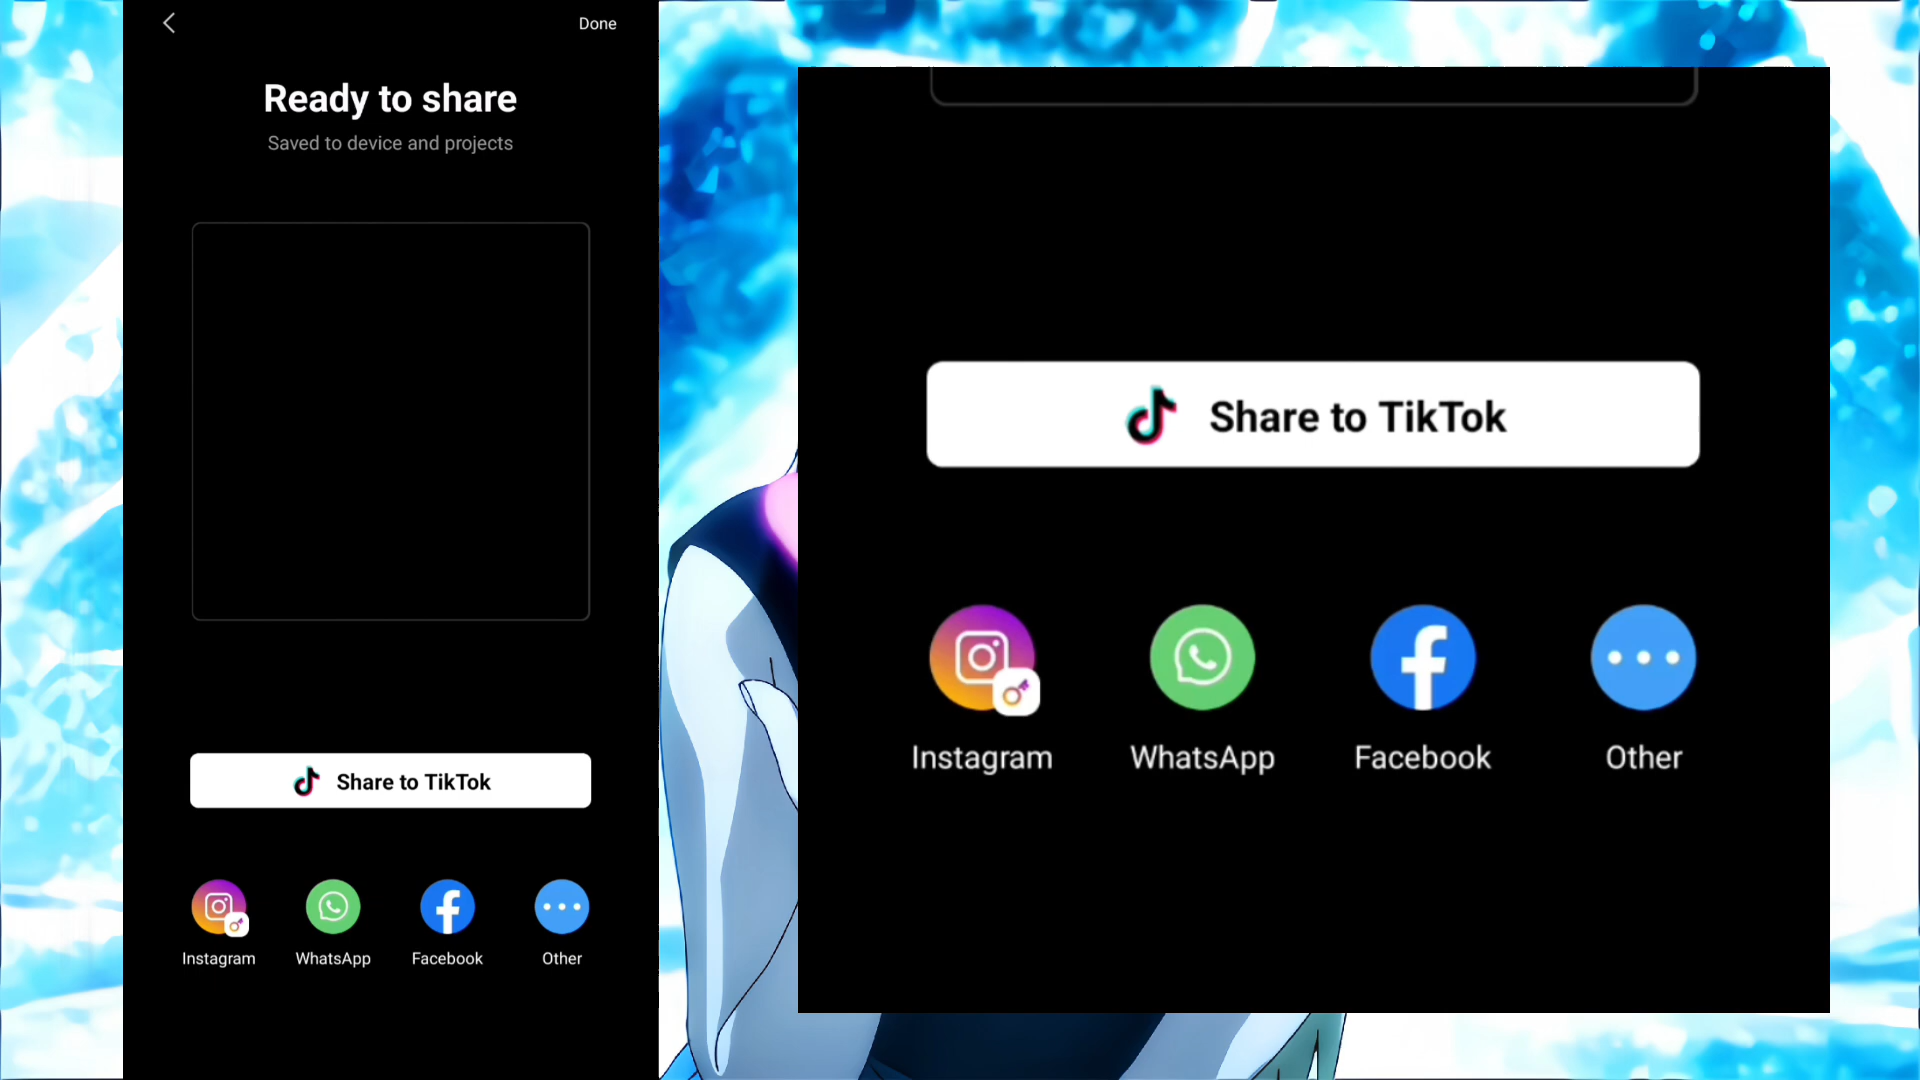 Done
Ready to share
Saved to device and projects
Share to TikTok
Instagram WhatsApp Facebook Other
Share to TikTok
Instagram WhatsApp Facebook Other